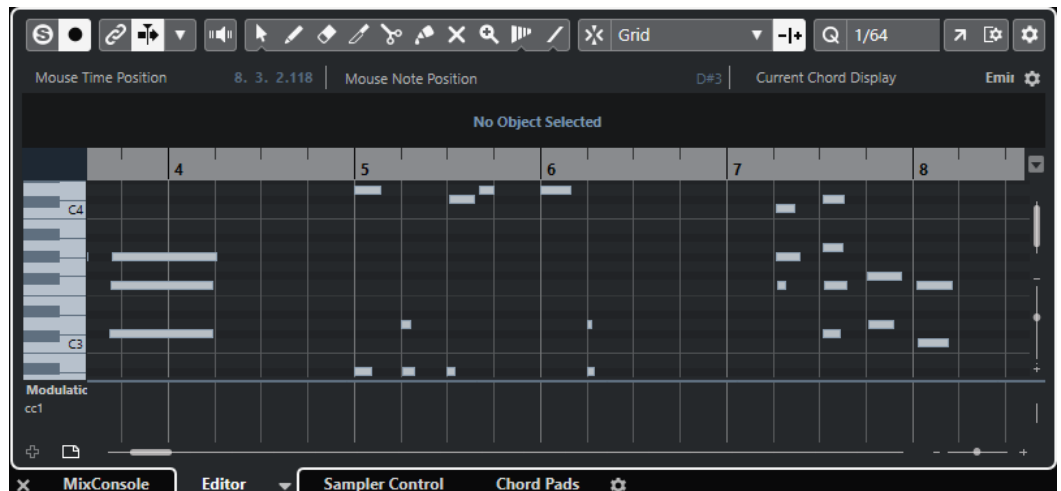 Grid
Q 1/64
Mouse Time Position 8. 3. 2.118 Mouse Note Position D#3 Current Chord Display Emin
No Object Selected
4 5 6 7 8
C4
C3
Modulatic
cc1
MixConsole Editor Sampler Control Chord Pads